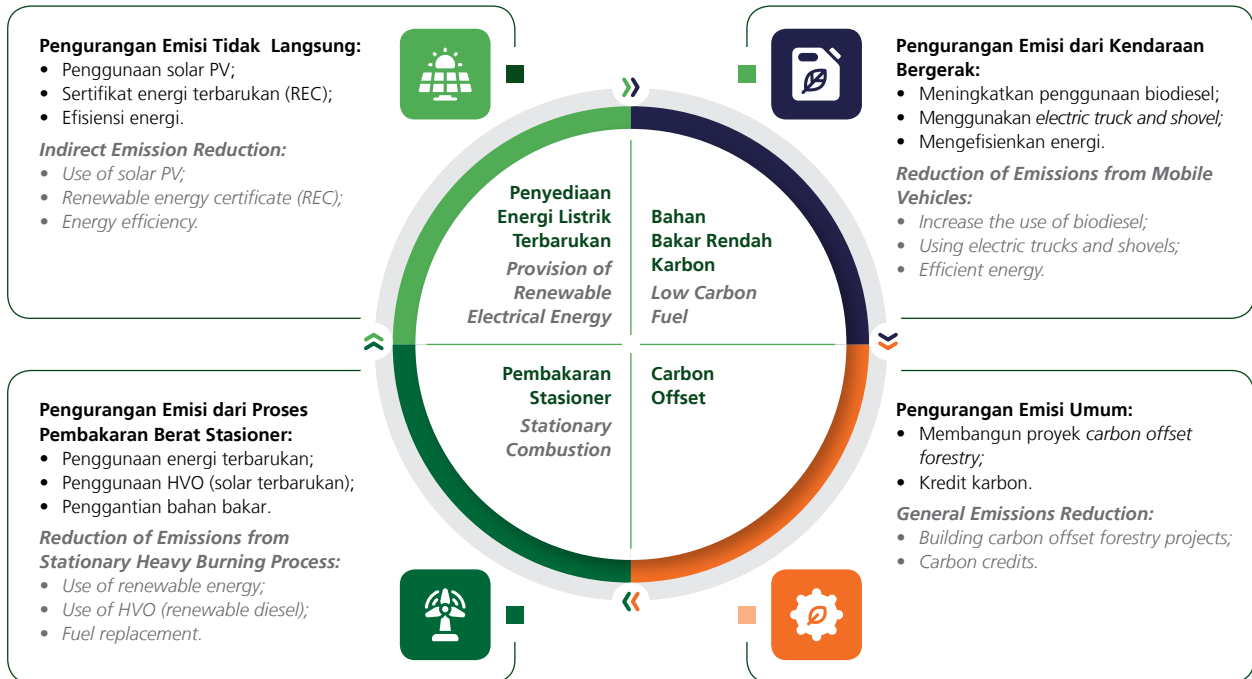 Pengurangan Emisi Tidak Langsung:
• Penggunaan solar PV;
• Sertifikat energi terbarukan (REC);
• Efisiensi energi.
Indirect Emission Reduction:
• Use of solar PV;
• Renewable energy certificate (REC);
• Energy efficiency.
Penyediaan
Energi Listrik
Terbarukan
Provision of
Renewable
Electrical Energy
Bahan
Bakar Rendah
Karbon
Low Carbon
Fuel
Pengurangan Emisi dari Kendaraan
Bergerak:
• Meningkatkan penggunaan biodiesel;
• Menggunakan electric truck and shovel;
• Mengefisienkan energi.
Reduction of Emissions from Mobile
Vehicles:
• Increase the use of biodiesel;
• Using electric trucks and shovels;
• Efficient energy.
Pengurangan Emisi dari Proses
Pembakaran Berat Stasioner:
• Penggunaan energi terbarukan;
• Penggunaan HVO (solar terbarukan);
• Penggantian bahan bakar.
Reduction of Emissions from
Stationary Heavy Burning Process:
• Use of renewable energy;
• Use of HVO (renewable diesel);
• Fuel replacement.
Pembakaran
Stasioner
Stationary
Combustion
Carbon
Offset
Pengurangan Emisi Umum:
• Membangun proyek carbon offset
forestry;
• Kredit karbon.
General Emissions Reduction:
• Building carbon offset forestry projects;
• Carbon credits.